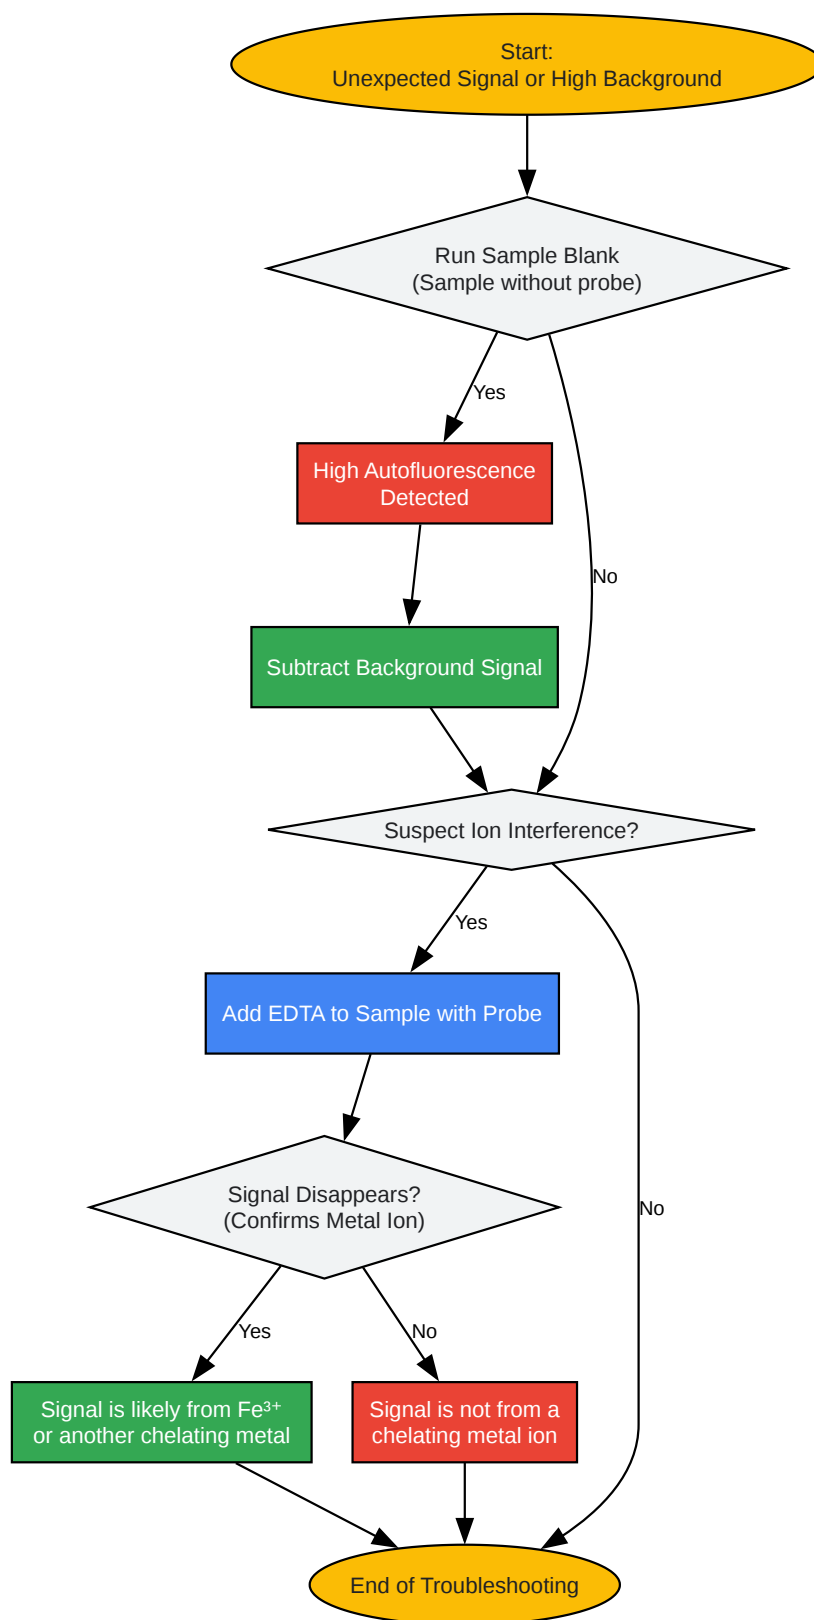 Start:
Unexpected Signal or High Background
Run Sample Blank
(Sample without probe)
Yes
High Autofluorescence
Detected
No
Subtract Background Signal
Suspect Ion Interference?
Yes
Add EDTA to Sample with Probe
Signal Disappears?
(Confirms Metal Ion)
No
Yes
No
Signal is likely from Fe³⁺
or another chelating metal
Signal is not from a
chelating metal ion
End of Troubleshooting